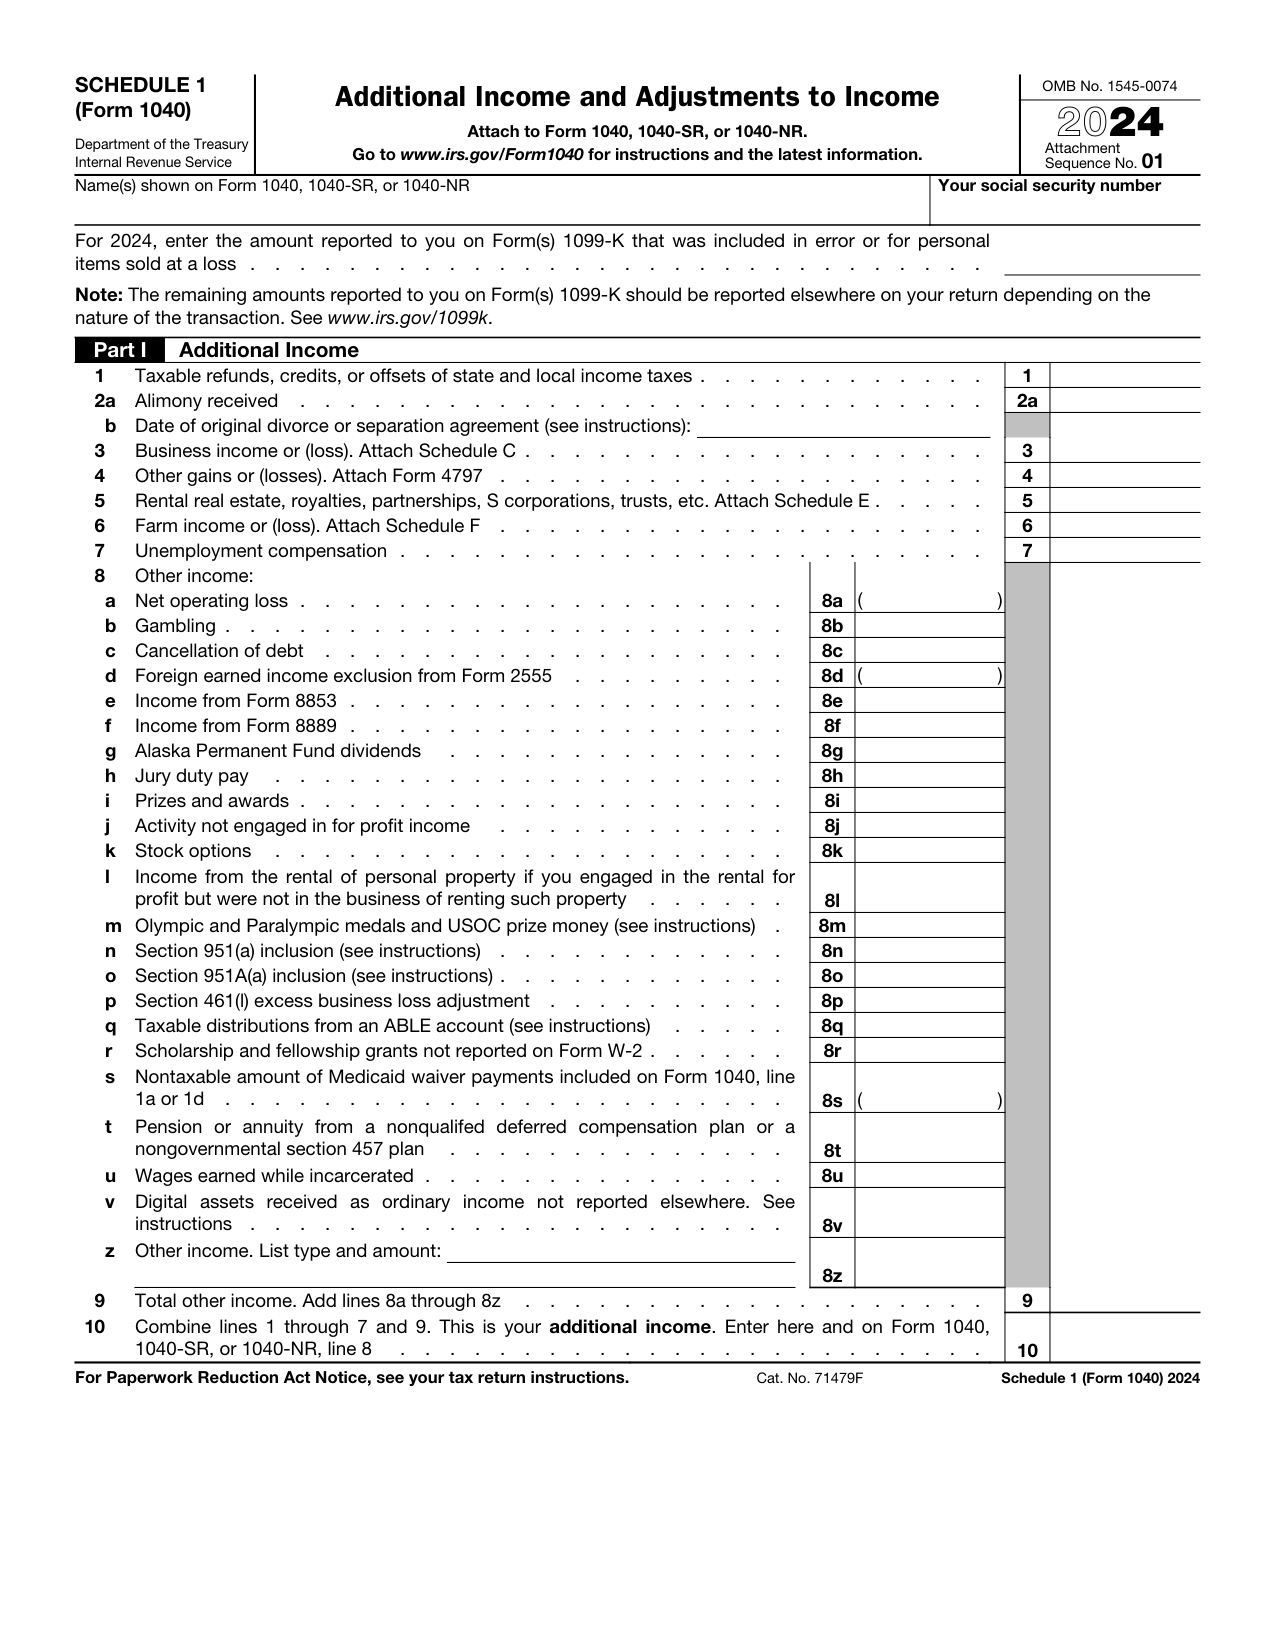 SCHEDULE 1
(Form 1040)
Department of the Treasury
Internal Revenue Service
Additional Income and Adjustments to Income
Attach to Form 1040, 1040-SR, or 1040-NR.
Go to www.irs.gov/Form1040 for instructions and the latest information.
OMB No. 1545-0074
2024
Attachment
Sequence No. 01
Name(s) shown on Form 1040, 1040-SR, or 1040-NR
Your social security number
For 2024, enter the amount reported to you on Form(s) 1099-K that was included in error or for personal
items sold at a loss . . . . . . . . . . . . . . . . . . . . . . . . . . . . . .
Note: The remaining amounts reported to you on Form(s) 1099-K should be reported elsewhere on your return depending on the
nature of the transaction. See www.irs.gov/1099k.
Part I Additional Income
1 Taxable refunds, credits, or offsets of state and local income taxes . . . . . . . . . . . . 1
2a Alimony received . . . . . . . . . . . . . . . . . . . . . . . . . . . . 2a
b Date of original divorce or separation agreement (see instructions):
3 Business income or (loss). Attach Schedule C . . . . . . . . . . . . . . . . . . . 3
4 Other gains or (losses). Attach Form 4797 . . . . . . . . . . . . . . . . . . . . 4
5 Rental real estate, royalties, partnerships, S corporations, trusts, etc. Attach Schedule E . . . . . 5
6 Farm income or (loss). Attach Schedule F . . . . . . . . . . . . . . . . . . . . 6
7 Unemployment compensation . . . . . . . . . . . . . . . . . . . . . . . . 7
8 Other income:
a Net operating loss . . . . . . . . . . . . . . . . . . . . 8a ( )
b Gambling . . . . . . . . . . . . . . . . . . . . . . . 8b
c Cancellation of debt . . . . . . . . . . . . . . . . . . . 8c
d Foreign earned income exclusion from Form 2555 . . . . . . . . . 8d ( )
e Income from Form 8853 . . . . . . . . . . . . . . . . . . 8e
f Income from Form 8889 . . . . . . . . . . . . . . . . . . 8f
g Alaska Permanent Fund dividends . . . . . . . . . . . . . . 8g
h Jury duty pay . . . . . . . . . . . . . . . . . . . . . 8h
i Prizes and awards . . . . . . . . . . . . . . . . . . . . 8i
j Activity not engaged in for profit income . . . . . . . . . . . . 8j
k Stock options . . . . . . . . . . . . . . . . . . . . . 8k
l Income from the rental of personal property if you engaged in the rental for
profit but were not in the business of renting such property . . . . . . 8l
m Olympic and Paralympic medals and USOC prize money (see instructions) . 8m
n Section 951(a) inclusion (see instructions) . . . . . . . . . . . . 8n
o Section 951A(a) inclusion (see instructions) . . . . . . . . . . . . 8o
p Section 461(l) excess business loss adjustment . . . . . . . . . . 8p
q Taxable distributions from an ABLE account (see instructions) . . . . . 8q
r Scholarship and fellowship grants not reported on Form W-2 . . . . . . 8r
s Nontaxable amount of Medicaid waiver payments included on Form 1040, line
1a or 1d . . . . . . . . . . . . . . . . . . . . . . . 8s ( )
t Pension or annuity from a nonqualifed deferred compensation plan or a
nongovernmental section 457 plan . . . . . . . . . . . . . . 8t
u Wages earned while incarcerated . . . . . . . . . . . . . . . 8u
v Digital assets received as ordinary income not reported elsewhere. See
instructions . . . . . . . . . . . . . . . . . . . . . . 8v
z Other income. List type and amount:
8z
9 Total other income. Add lines 8a through 8z . . . . . . . . . . . . . . . . . . . 9
10 Combine lines 1 through 7 and 9. This is your additional income. Enter here and on Form 1040,
1040-SR, or 1040-NR, line 8 . . . . . . . . . . . . . . . . . . . . . . . . 10
For Paperwork Reduction Act Notice, see your tax return instructions. Cat. No. 71479F Schedule 1 (Form 1040) 2024